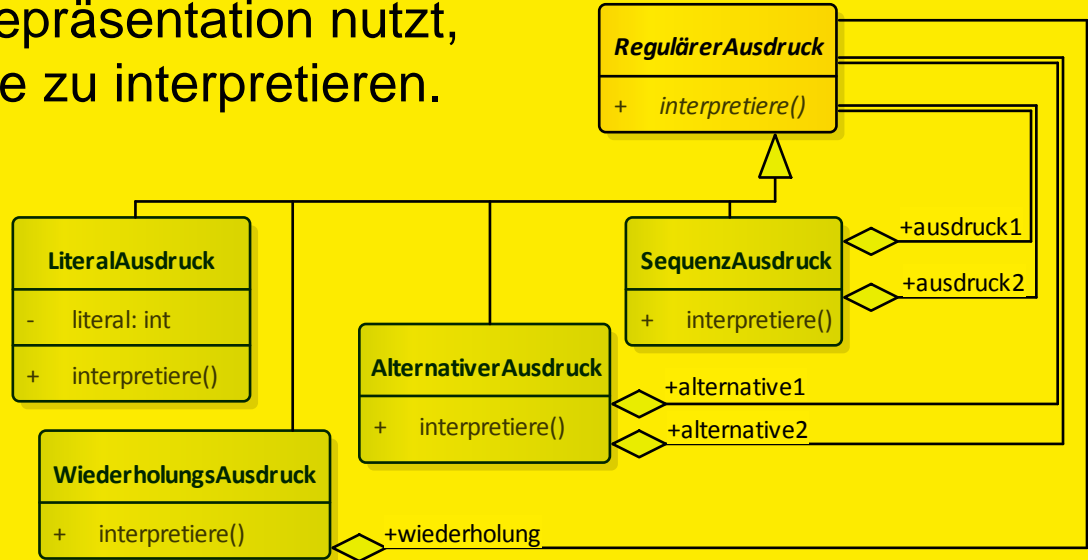 epräsentation nutzt,
e zu interpretieren.
RegulärerAusdruck
+ interpretiere()
LiteralAusdruck
- literal: int
+ interpretiere()
SequenzAusdruck
+ interpretiere()
+ausdruck1
+ausdruck2
AlternativerAusdruck
+ interpretiere()
+alternative1
+alternative2
WiederholungsAusdruck
+ interpretiere()
+wiederholung